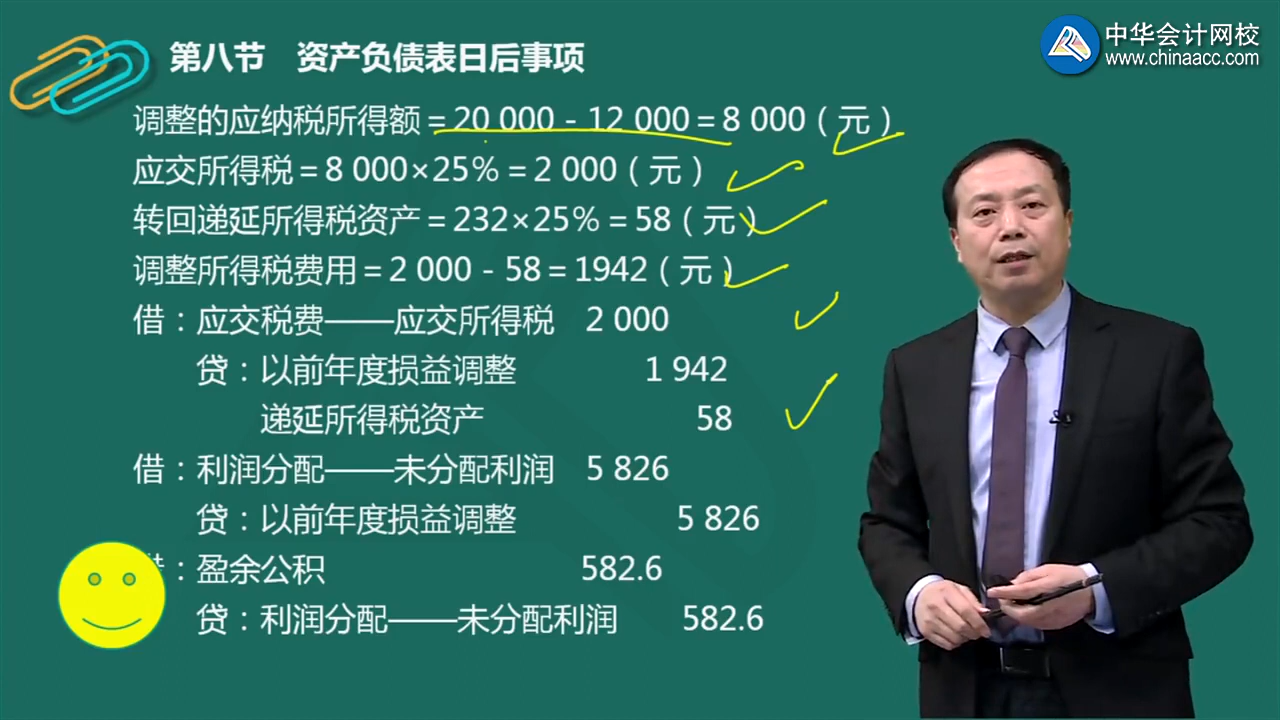 第八节 资产负债表日后事项
中华会计网校
www.chinaacc.com
调整的应纳税所得额=20 000-12 000=8 000(元)
应交所得税=8 000×25%=2 000(元)
转回递延所得税资产=232×25%=58(元)
调整所得税费用=2 000-58=1942(元)
借:应交税费——应交所得税 2 000
贷:以前年度损益调整 1 942
递延所得税资产 58
借:利润分配——未分配利润 5 826
贷:以前年度损益调整 5 826
:盈余公积 582.6
贷:利润分配——未分配利润 582.6